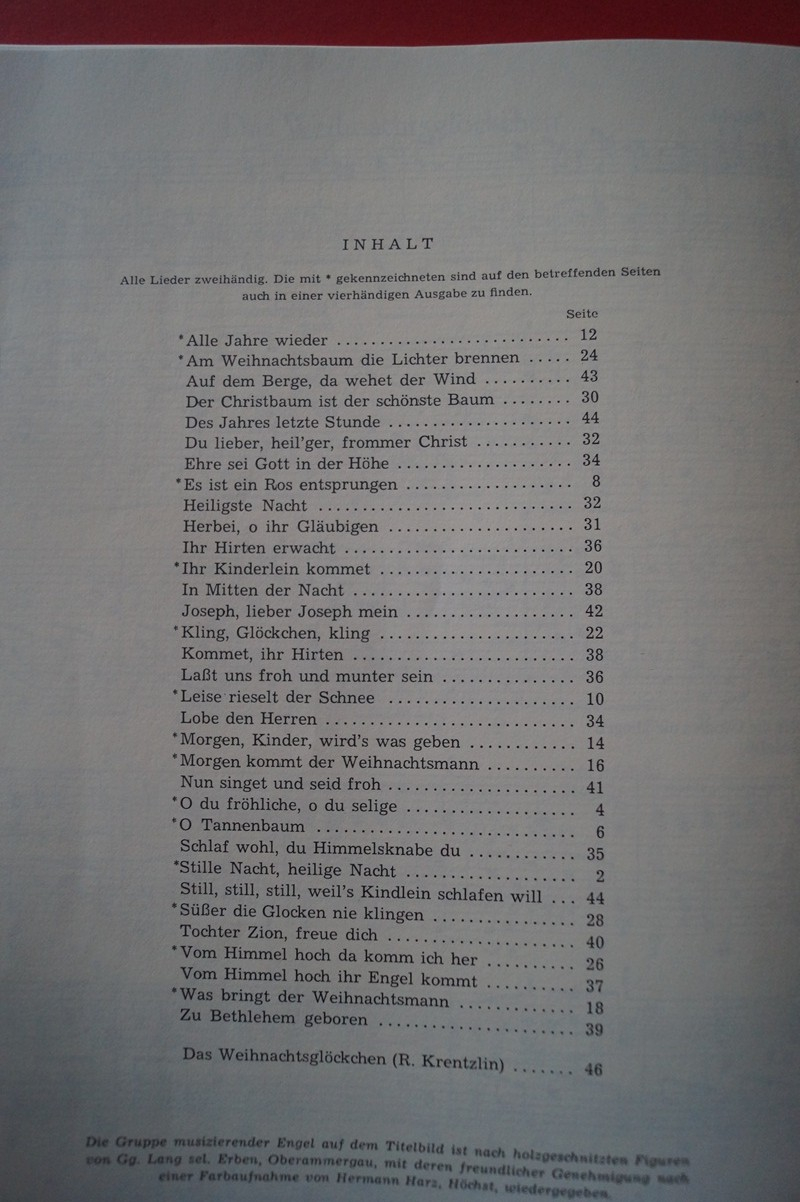 INHALT
Alle Lieder zweihändig. Die mit * gekennzeichneten sind auf den betreffenden Seiten
auch in einer vierhändigen Ausgabe zu finden.
Seite
*Alle Jahre wieder . . . . . . . . . . . . . . . . . . . . . . . . . . . 12
*Am Weihnachtsbaum die Lichter brennen . . . . . 24
Auf dem Berge, da wehet der Wind . . . . . . . . . . 43
Der Christbaum ist der schönste Baum . . . . . . . . 30
Des Jahres letzte Stunde . . . . . . . . . . . . . . . . . . . . . 44
Du lieber, heil'ger, frommer Christ . . . . . . . . . . . 32
Ehre sei Gott in der Höhe . . . . . . . . . . . . . . . . . . . . 34
*Es ist ein Ros entsprungen . . . . . . . . . . . . . . . . . . . 8
Heiligste Nacht . . . . . . . . . . . . . . . . . . . . . . . . . . . . . 32
Herbei, o ihr Gläubigen . . . . . . . . . . . . . . . . . . . . . 31
Ihr Hirten erwacht . . . . . . . . . . . . . . . . . . . . . . . . . . 36
*Ihr Kinderlein kommet . . . . . . . . . . . . . . . . . . . . . . 20
In Mitten der Nacht . . . . . . . . . . . . . . . . . . . . . . . . . 38
Joseph, lieber Joseph mein . . . . . . . . . . . . . . . . . . . 42
*Kling, Glöckchen, kling . . . . . . . . . . . . . . . . . . . . . . 22
Kommet, ihr Hirten . . . . . . . . . . . . . . . . . . . . . . . . . 38
Laßt uns froh und munter sein . . . . . . . . . . . . . . . 36
*Leise rieselt der Schnee . . . . . . . . . . . . . . . . . . . . . 10
Lobe den Herren . . . . . . . . . . . . . . . . . . . . . . . . . . . . 34
*Morgen, Kinder, wird's was geben . . . . . . . . . . . . 14
*Morgen kommt der Weihnachtsmann . . . . . . . . . . 16
Nun singet und seid froh . . . . . . . . . . . . . . . . . . . . . 41
*O du fröhliche, o du selige . . . . . . . . . . . . . . . . . . . 4
*O Tannenbaum . . . . . . . . . . . . . . . . . . . . . . . . . . . . . 6
Schlaf wohl, du Himmelsknabe du . . . . . . . . . . . . 35
*Stille Nacht, heilige Nacht . . . . . . . . . . . . . . . . . . . 2
Still, still, still, weil's Kindlein schlafen will . . . 44
*Süßer die Glocken nie klingen . . . . . . . . . . . . . . . . 28
Tochter Zion, freue dich . . . . . . . . . . . . . . . . . . . . . 40
*Vom Himmel hoch da komm ich her . . . . . . . . . . 26
Vom Himmel hoch ihr Engel kommt . . . . . . . . . . 37
*Was bringt der Weihnachtsmann . . . . . . . . . . . . . 18
Zu Bethlehem geboren . . . . . . . . . . . . . . . . . . . . . . 39
Das Weihnachtsglöckchen (R. Krentzlin) . . . . . . . 46
Die Gruppe musizierender Engel auf dem Titelbild ist nach holzgeschnitzten Figuren
von Gg. Lang sel. Erben, Oberammergau, mit deren freundlicher Genehmigung nach
einer Farbaufnahme von Hermann Harz, Höchst, wiedergegeben.